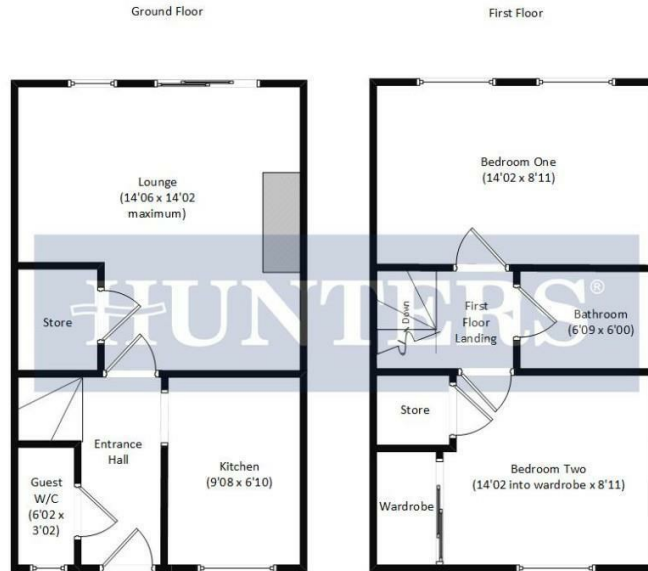 Ground Floor
First Floor
Lounge
(14'06 x 14'02
maximum)
Store
Entrance
Hall
Guest
W/C
(6'02 x
3'02)
Kitchen
(9'08 x 6'10)
Bedroom One
(14'02 x 8'11)
Down
First
Floor
Landing
Bathroom
(6'09 x 6'00)
Store
Wardrobe
Bedroom Two
(14'02 into wardrobe x 8'11)
HUNTERS®